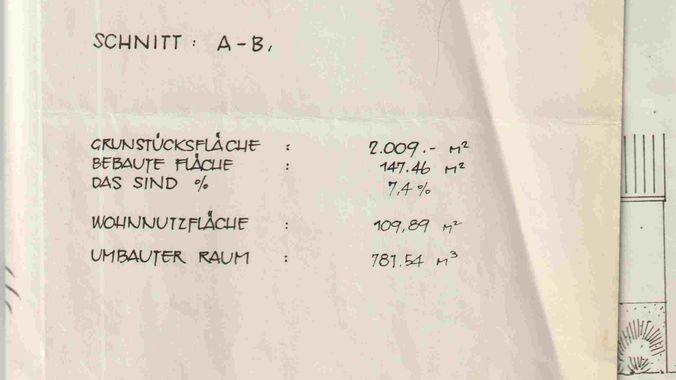 SCHNITT : A-B,
GRUNSTÜCKSFLÄCHE : 2.009.- M²
BEBAUTE FLÄCHE : 147.46 M²
DAS SIND % 7,4 %
WOHNNUTZFLÄCHE : 109,89 M²
UMBAUTER RAUM : 781.54 M³